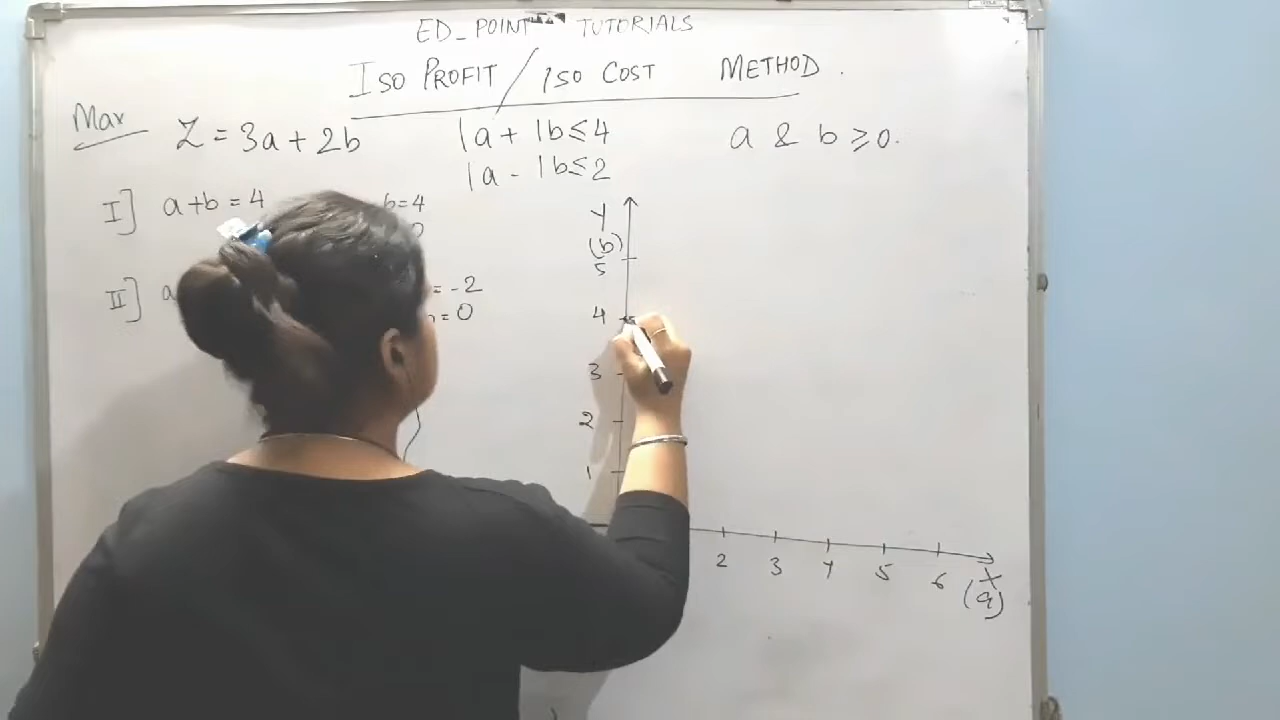 ED_POINT TUTORIALS
ISO PROFIT / ISO COST METHOD.
Max Z = 3a + 2b 1a + 1b ≤ 4 a & b ≥ 0.
1a - 1b ≤ 2
I] a+b = 4 b=4
II] a = -2
= 0
Y
(b)
5
4
3
2
1
2 3 4 5 6 X
(a)